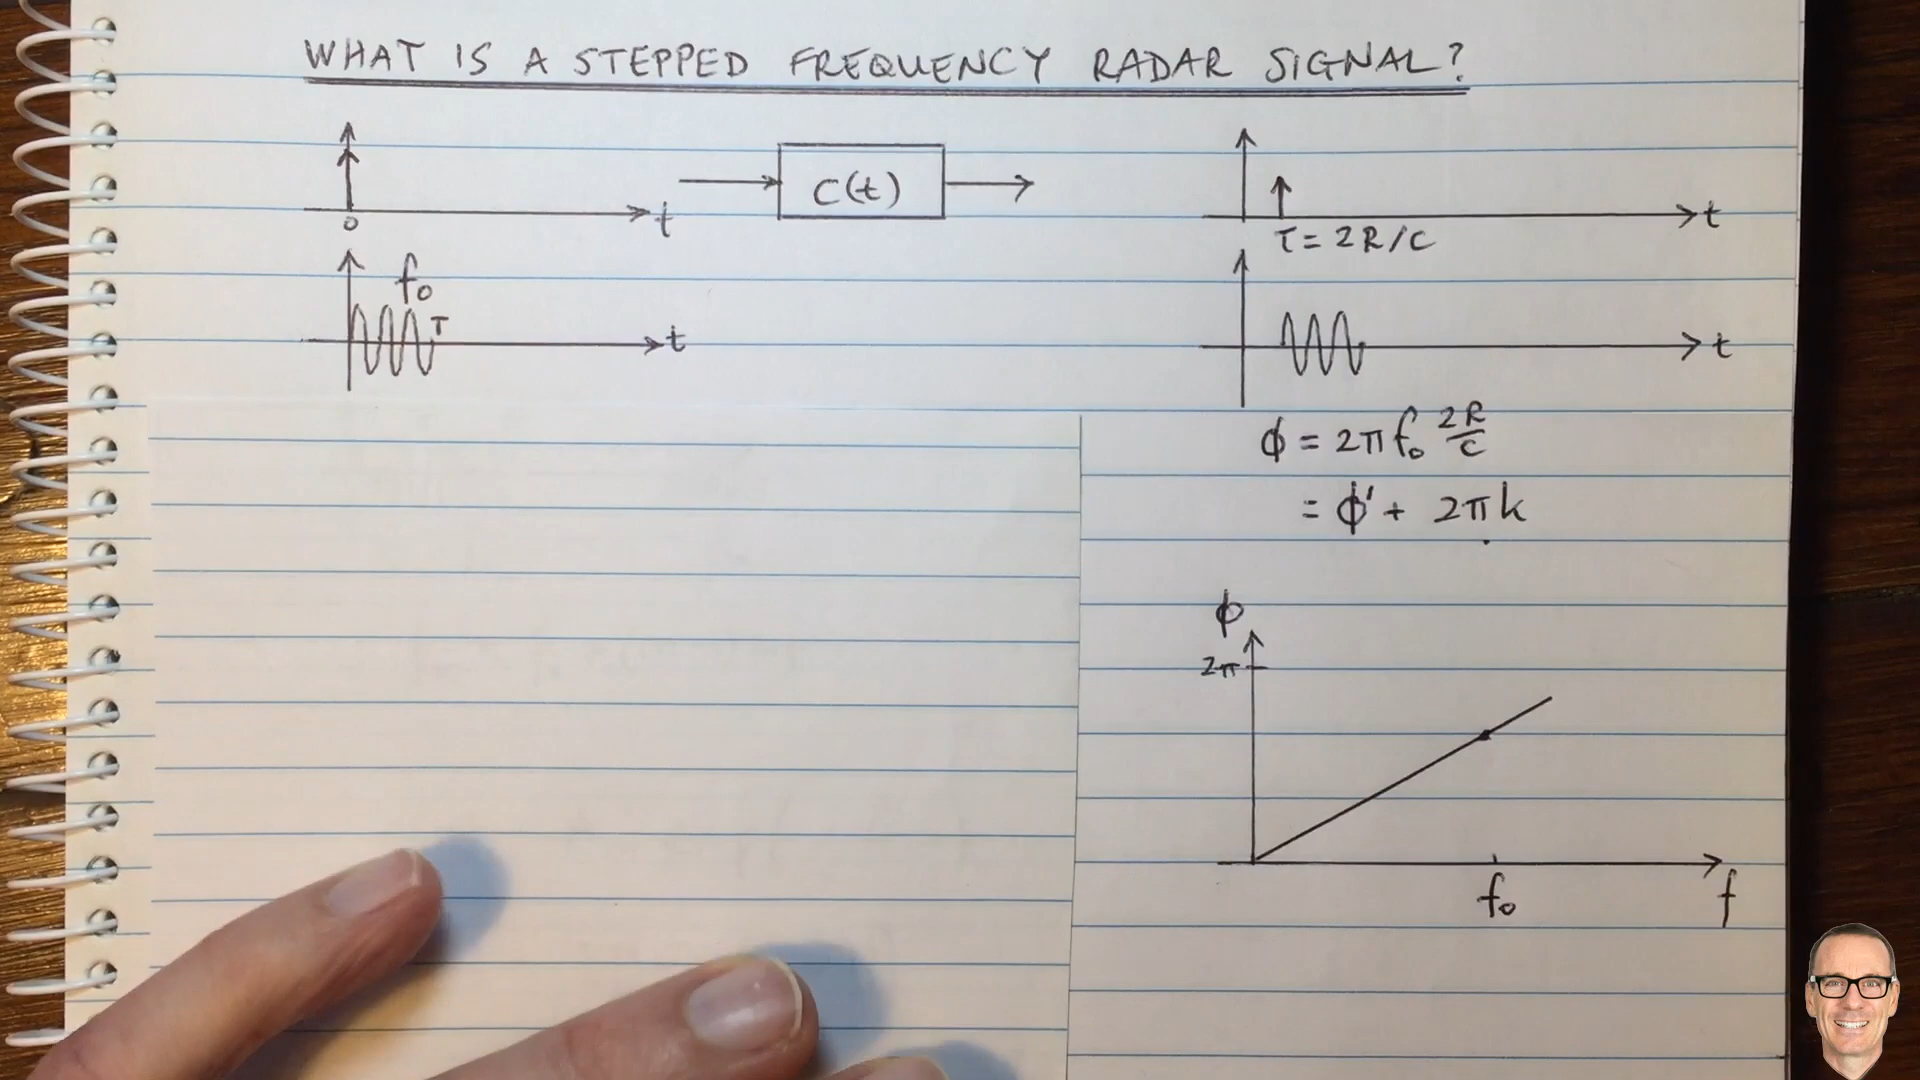 WHAT IS A STEPPED FREQUENCY RADAR SIGNAL?
0
t
C(t)
τ = 2R/C
t
f₀
T
t
t
ϕ = 2π f₀ 2R/C
= ϕ' + 2πk
ϕ
2π
f₀
f